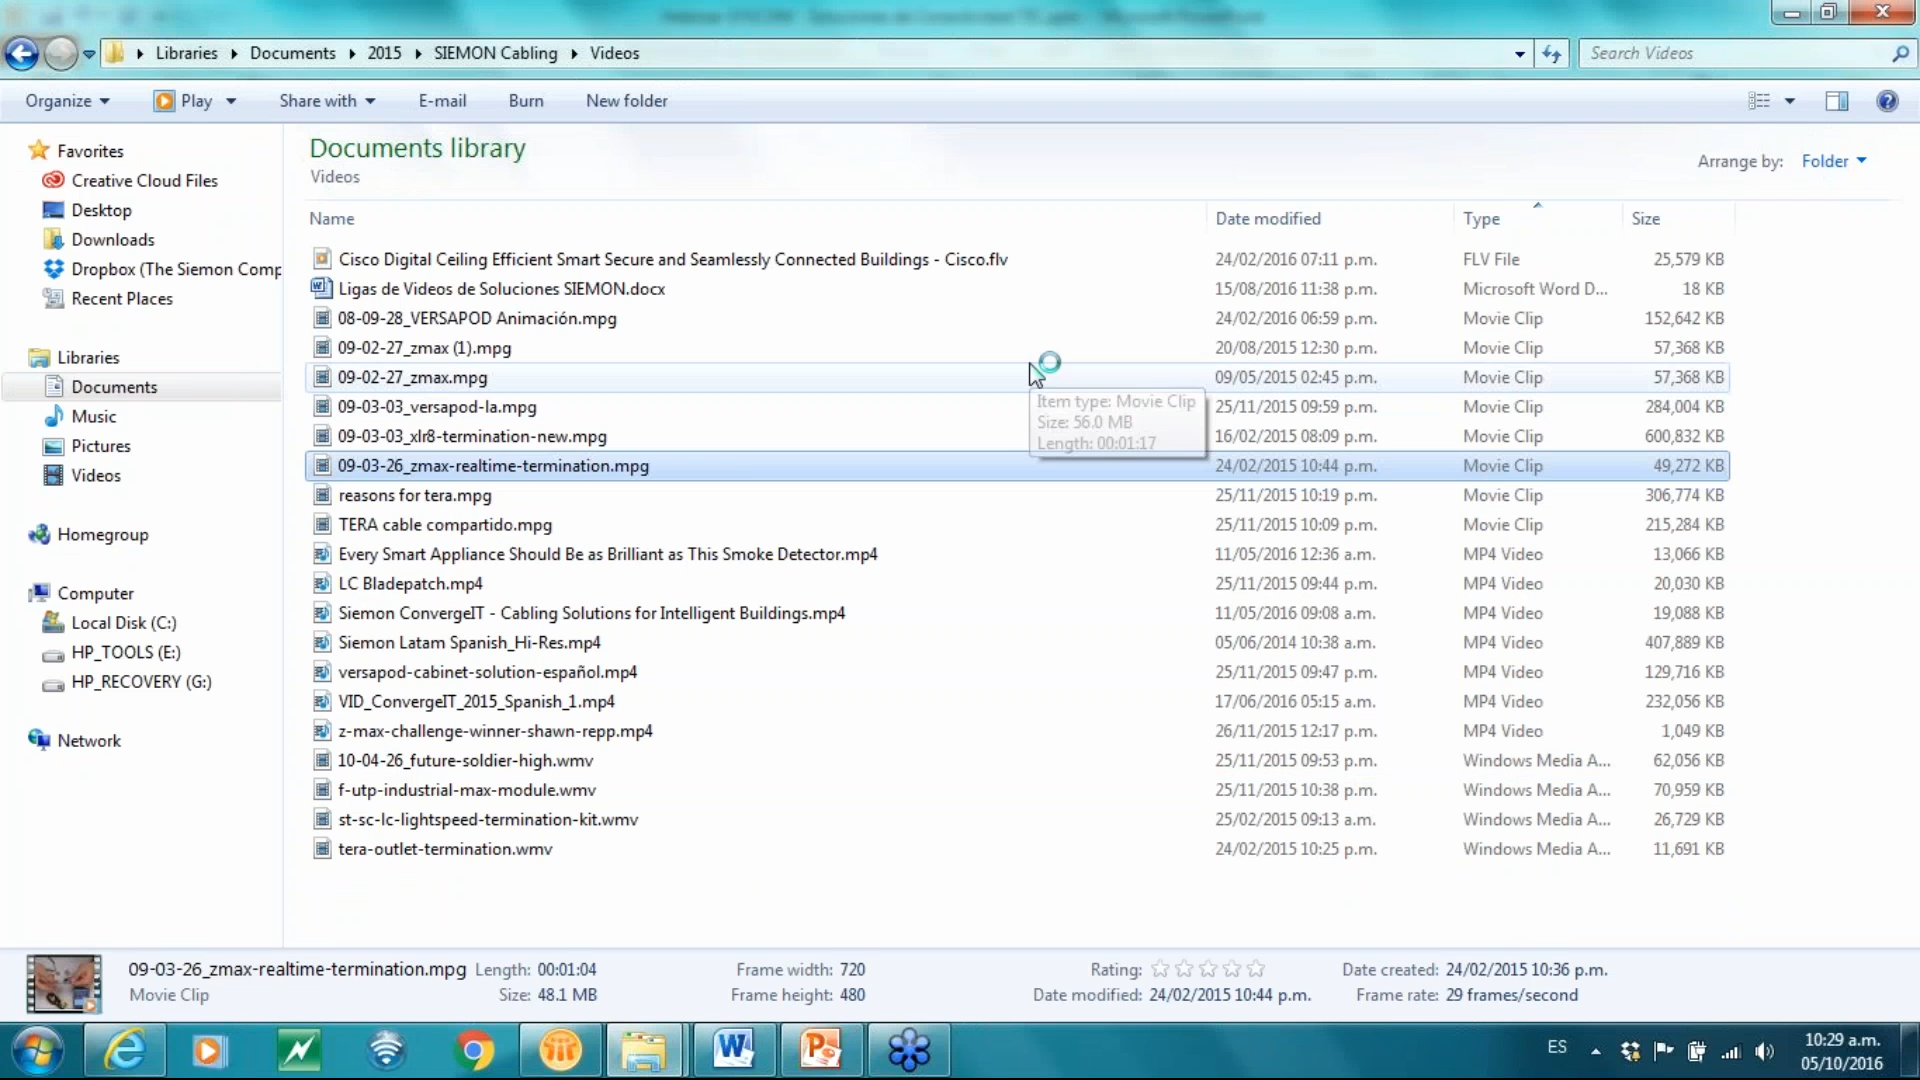 Libraries Documents 2015 SIEMON Cabling Videos Search Videos
Organize Play Share with E-mail Burn New folder
Favorites
Creative Cloud Files
Desktop
Downloads
Dropbox (The Siemon Comp
Recent Places
Libraries
Documents
Music
Pictures
Videos
Homegroup
Computer
Local Disk (C:)
HP_TOOLS (E:)
HP_RECOVERY (G:)
Network
Documents library
Videos
Arrange by: Folder
Name Date modified Type Size
Cisco Digital Ceiling Efficient Smart Secure and Seamlessly Connected Buildings - Cisco.flv 24/02/2016 07:11 p.m. FLV File 25,579 KB
Ligas de Videos de Soluciones SIEMON.docx 15/08/2016 11:38 p.m. Microsoft Word D... 18 KB
08-09-28_VERSAPOD Animación.mpg 24/02/2016 06:59 p.m. Movie Clip 152,642 KB
09-02-27_zmax (1).mpg 20/08/2015 12:30 p.m. Movie Clip 57,368 KB
09-02-27_zmax.mpg 09/05/2015 02:45 p.m. Movie Clip 57,368 KB
09-03-03_versapod-la.mpg 25/11/2015 09:59 p.m. Movie Clip 284,004 KB
09-03-03_xlr8-termination-new.mpg 16/02/2015 08:09 p.m. Movie Clip 600,832 KB
09-03-26_zmax-realtime-termination.mpg 24/02/2015 10:44 p.m. Movie Clip 49,272 KB
reasons for tera.mpg 25/11/2015 10:19 p.m. Movie Clip 306,774 KB
TERA cable compartido.mpg 25/11/2015 10:09 p.m. Movie Clip 215,284 KB
Every Smart Appliance Should Be as Brilliant as This Smoke Detector.mp4 11/05/2016 12:36 a.m. MP4 Video 13,066 KB
LC Bladepatch.mp4 25/11/2015 09:44 p.m. MP4 Video 20,030 KB
Siemon ConvergeIT - Cabling Solutions for Intelligent Buildings.mp4 11/05/2016 09:08 a.m. MP4 Video 19,088 KB
Siemon Latam Spanish_Hi-Res.mp4 05/06/2014 10:38 a.m. MP4 Video 407,889 KB
versapod-cabinet-solution-español.mp4 25/11/2015 09:47 p.m. MP4 Video 129,716 KB
VID_ConvergeIT_2015_Spanish_1.mp4 17/06/2016 05:15 a.m. MP4 Video 232,056 KB
z-max-challenge-winner-shawn-repp.mp4 26/11/2015 12:17 p.m. MP4 Video 1,049 KB
10-04-26_future-soldier-high.wmv 25/11/2015 09:53 p.m. Windows Media A... 62,056 KB
f-utp-industrial-max-module.wmv 25/11/2015 10:38 p.m. Windows Media A... 70,959 KB
st-sc-lc-lightspeed-termination-kit.wmv 25/02/2015 09:13 a.m. Windows Media A... 26,729 KB
tera-outlet-termination.wmv 24/02/2015 10:25 p.m. Windows Media A... 11,691 KB
Item type: Movie Clip
Size: 56.0 MB
Length: 00:01:17
09-03-26_zmax-realtime-termination.mpg Length: 00:01:04 Frame width: 720 Rating: Date created: 24/02/2015 10:36 p.m.
Movie Clip Size: 48.1 MB Frame height: 480 Date modified: 24/02/2015 10:44 p.m. Frame rate: 29 frames/second
ES 10:29 a.m.
05/10/2016